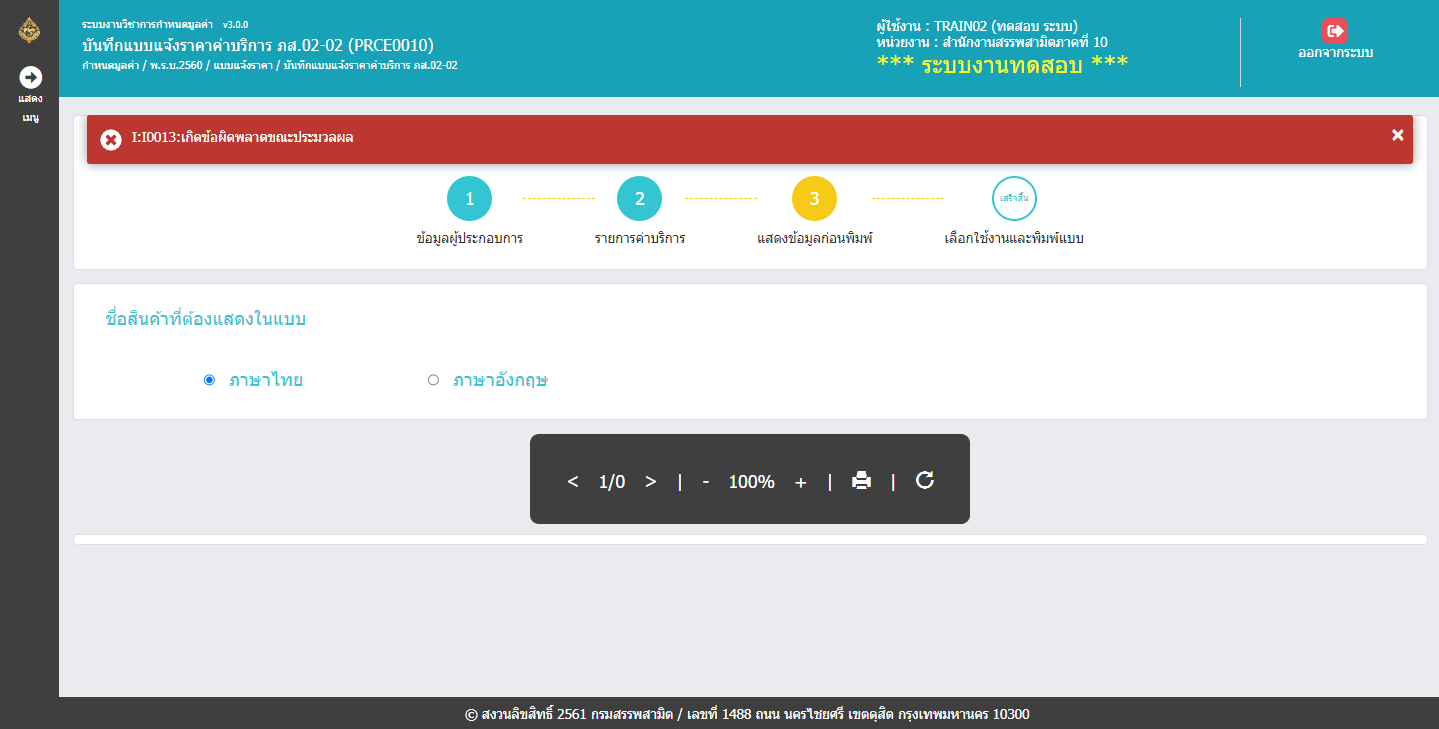 ระบบงานวิชาการกำหนดมูลค่า v3.0.0
บันทึกแบบแจ้งราคาค่าบริการ ภส.02-02 (PRCE0010)
กำหนดมูลค่า / พ.ร.บ.2560 / แบบแจ้งราคา / บันทึกแบบแจ้งราคาค่าบริการ ภส.02-02
ผู้ใช้งาน : TRAIN02 (ทดสอบ ระบบ)
หน่วยงาน : สำนักงานสรรพสามิตภาคที่ 10
*** ระบบงานทดสอบ ***
ออกจากระบบ
แสดง
เมนู
I:I0013:เกิดข้อผิดพลาดขณะประมวลผล
1 2 3 เสร็จสิ้น
ข้อมูลผู้ประกอบการ รายการค่าบริการ แสดงข้อมูลก่อนพิมพ์ เลือกใช้งานและพิมพ์แบบ
ชื่อสินค้าที่ต้องแสดงในแบบ
ภาษาไทย ภาษาอังกฤษ
< 1/0 > | - 100% + | |
© สงวนลิขสิทธิ์ 2561 กรมสรรพสามิต / เลขที่ 1488 ถนน นครไชยศรี เขตดุสิต กรุงเทพมหานคร 10300